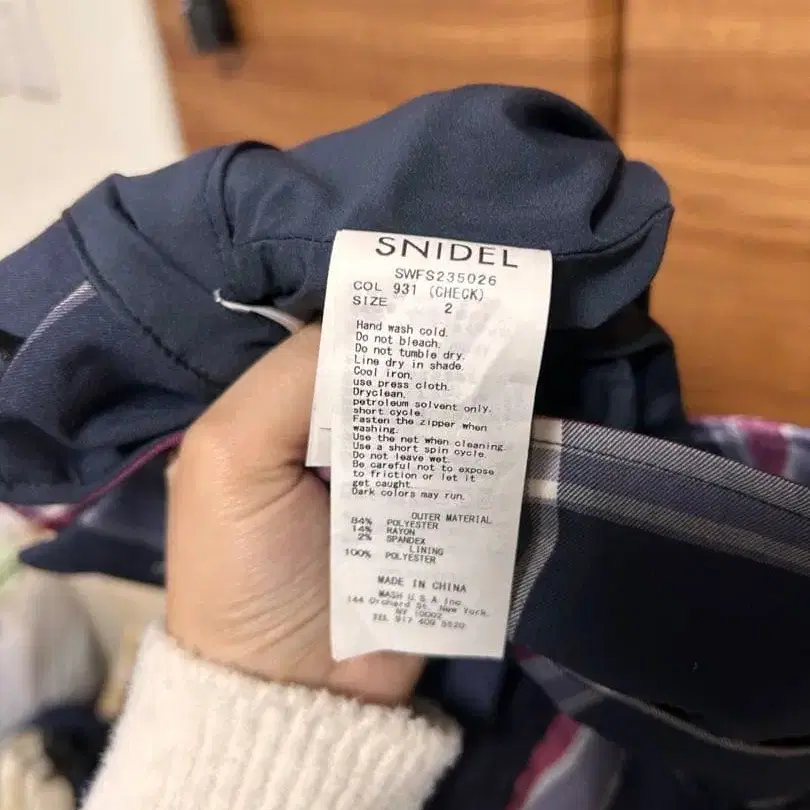 SNIDEL
SWFS235026
COL 931 (CHECK)
SIZE 2
Hand wash cold.
Do not bleach.
Do not tumble dry.
Line dry in shade.
Cool iron,
use press cloth.
Dryclean,
petroleum solvent only,
short cycle.
Fasten the zipper when
washing.
Use the net when cleaning.
Use a short spin cycle.
Do not leave wet.
Be careful not to expose
to friction or let it
get caught.
Dark colors may run.
OUTER MATERIAL
84% POLYESTER
14% RAYON
2% SPANDEX
LINING
100% POLYESTER
MADE IN CHINA
MASH U.S.A Inc
144 Orchard St. New York,
NY 10002
TEL 917 409 5520